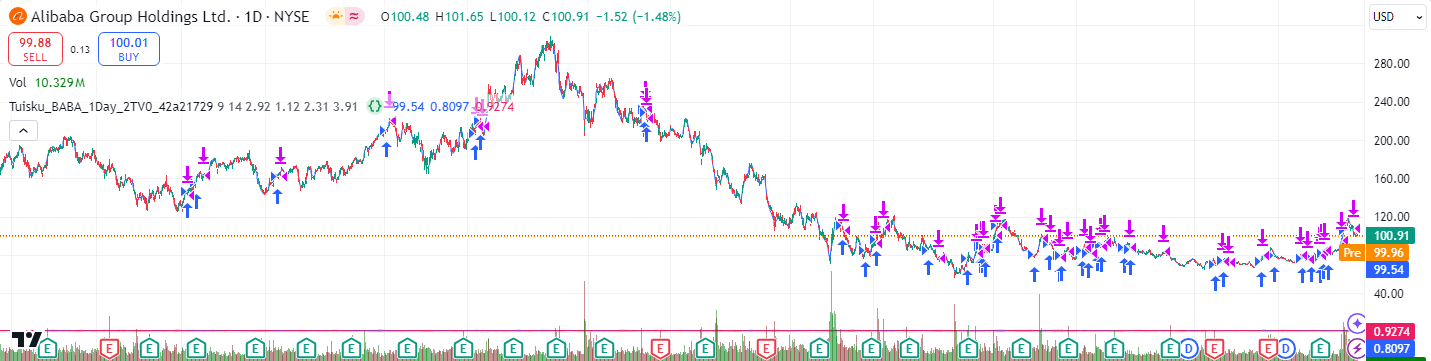 Alibaba Group Holdings Ltd. · 1D · NYSE O100.48 H101.65 L100.12 C100.91 −1.52 (−1.48%)
USD
99.88
SELL
0.13
100.01
BUY
Vol 10.329M
Tuisku_BABA_1Day_2TV0_42a21729 9 14 2.92 1.12 2.31 3.91 {} 99.54 0.8097 0.9274
280.00
240.00
200.00
160.00
120.00
100.91
Pre 99.96
99.54
40.00
0.9274
0.8097
E E E E E E E E E E E E E E E E E E E E E E E D E E D E